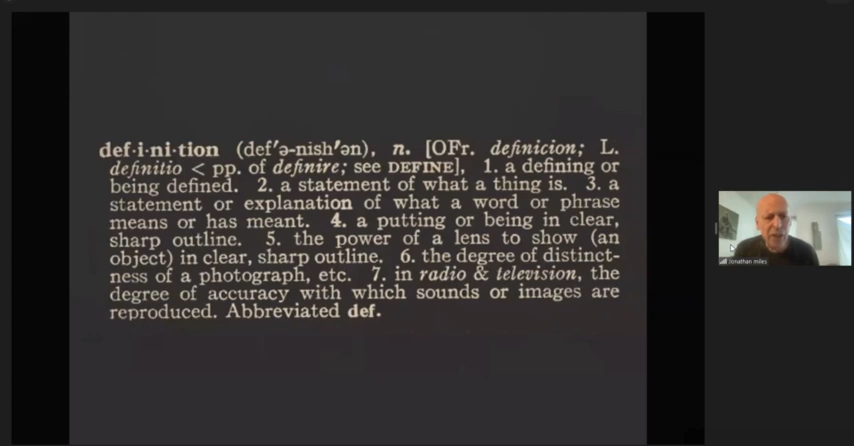 def·i·ni·tion (def′ə-nish′ən), n. [OFr. definicion; L.
definitio < pp. of definire; see DEFINE], 1. a defining or
being defined. 2. a statement of what a thing is. 3. a
statement or explanation of what a word or phrase
means or has meant. 4. a putting or being in clear,
sharp outline. 5. the power of a lens to show (an
object) in clear, sharp outline. 6. the degree of distinct-
ness of a photograph, etc. 7. in radio & television, the
degree of accuracy with which sounds or images are
reproduced. Abbreviated def.
Jonathan miles